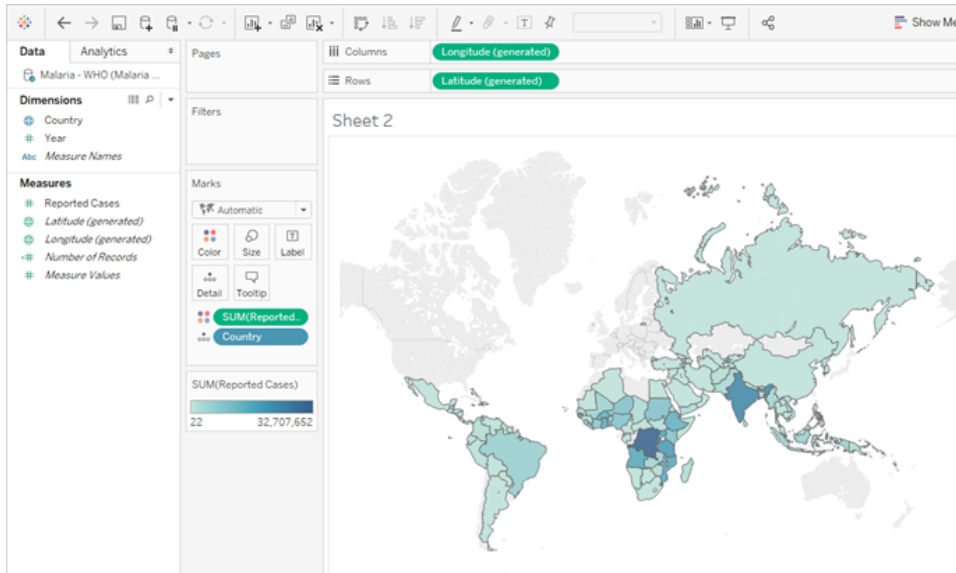 Show Me
Data
Analytics
Malaria - WHO (Malaria ...
Dimensions
Country
Year
Abc Measure Names
Measures
Reported Cases
Latitude (generated)
Longitude (generated)
Number of Records
Measure Values
Pages
Filters
Marks
Automatic
Color
Size
Label
Detail
Tooltip
SUM(Reported..
Country
SUM(Reported Cases)
22
32,707,652
Columns
Longitude (generated)
Rows
Latitude (generated)
Sheet 2